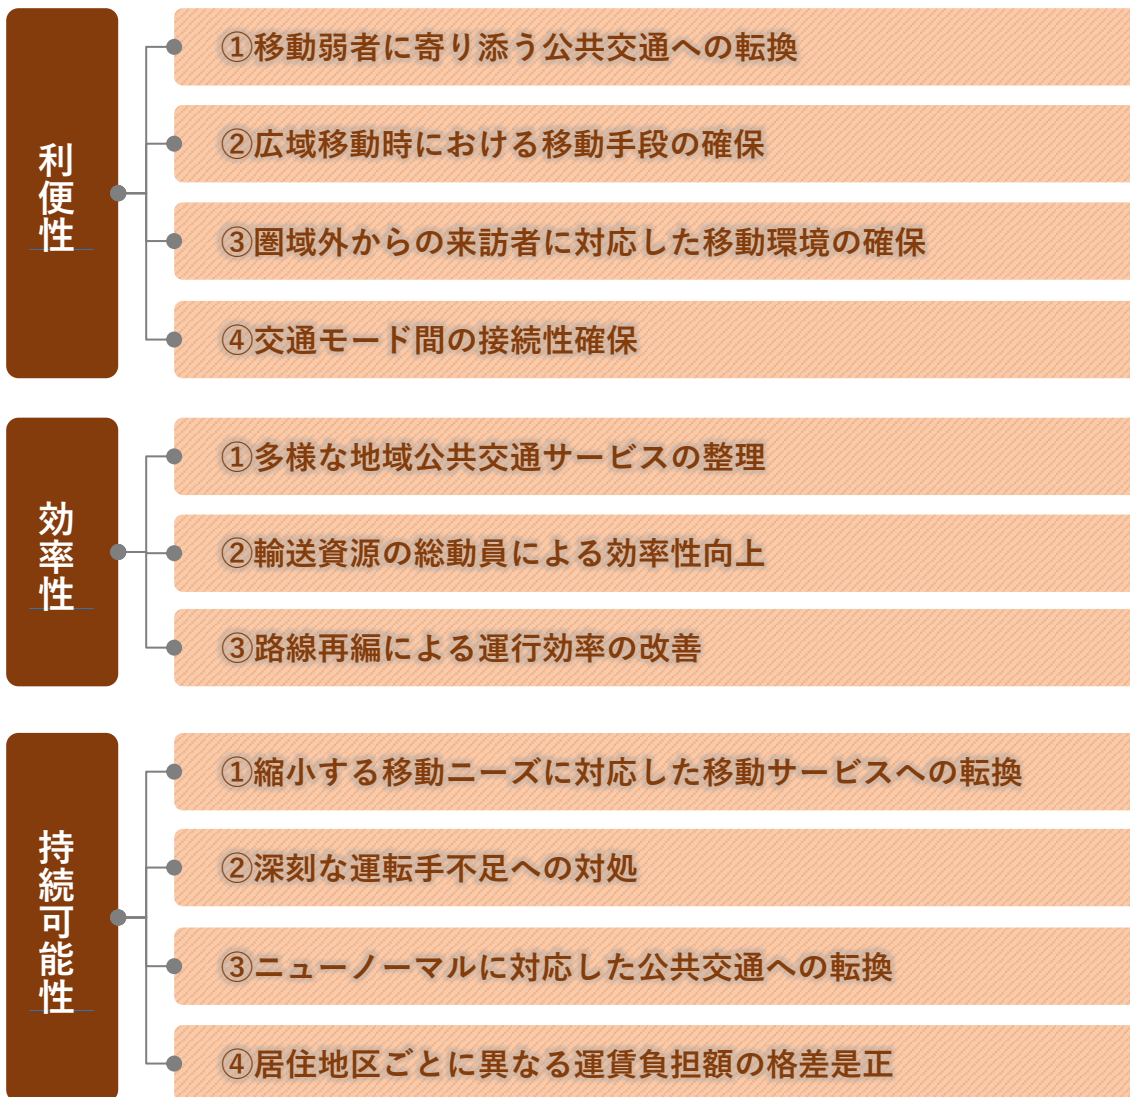 利便性
①移動弱者に寄り添う公共交通への転換
②広域移動時における移動手段の確保
③圏域外からの来訪者に対応した移動環境の確保
④交通モード間の接続性確保
効率性
①多様な地域公共交通サービスの整理
②輸送資源の総動員による効率性向上
③路線再編による運行効率の改善
持続可能性
①縮小する移動ニーズに対応した移動サービスへの転換
②深刻な運転手不足への対処
③ニューノーマルに対応した公共交通への転換
④居住地区ごとに異なる運賃負担額の格差是正